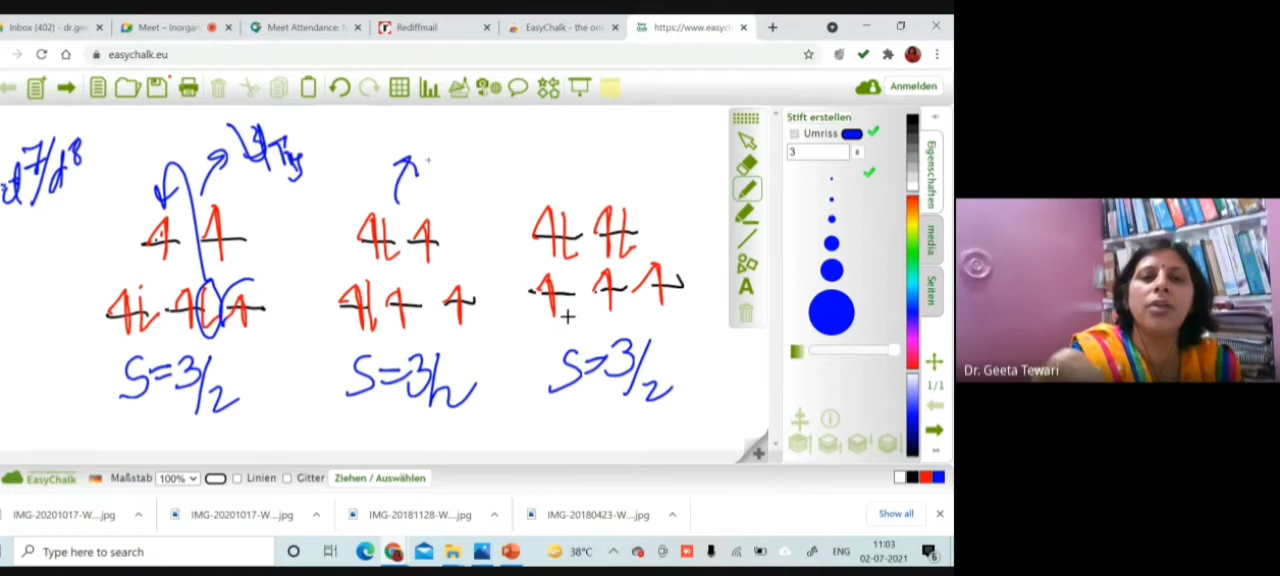 Inbox (402) - dr.gee
Meet – Inorgan
Meet Attendance: M
Rediffmail
EasyChalk - the onl
https://www.easych
easychalk.eu
Anmelden
Stift erstellen
Umriss
3
d7/d8
S=3/2
S=3/2
S=3/2
A
Eigenschaften
media
Seiten
1/1
Dr. Geeta Tewari
EasyChalk
Maßstab 100%
Linien
Gitter
Ziehen / Auswählen
IMG-20201017-W....jpg
IMG-20201017-W....jpg
IMG-20181128-W....jpg
IMG-20180423-W....jpg
Show all
Type here to search
38°C
ENG
11:03
02-07-2021